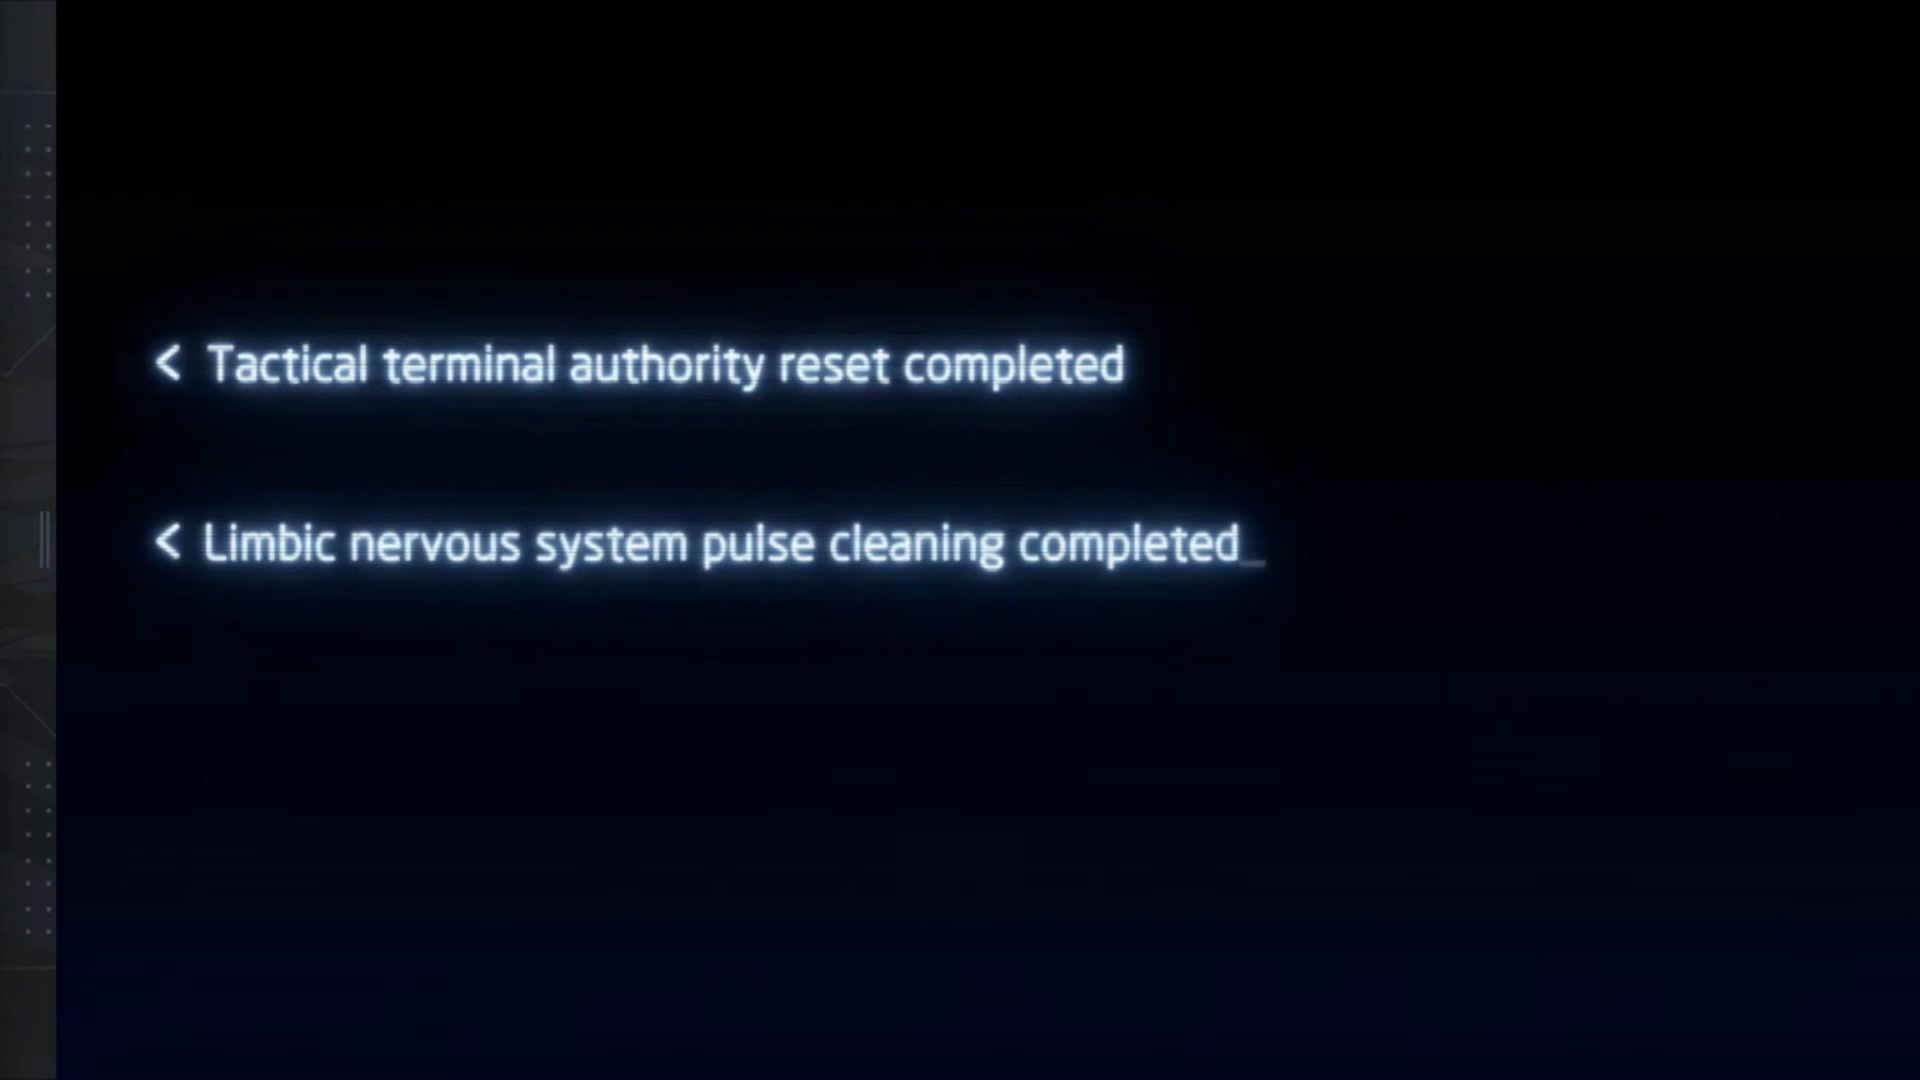 < Tactical terminal authority reset completed
< Limbic nervous system pulse cleaning completed_